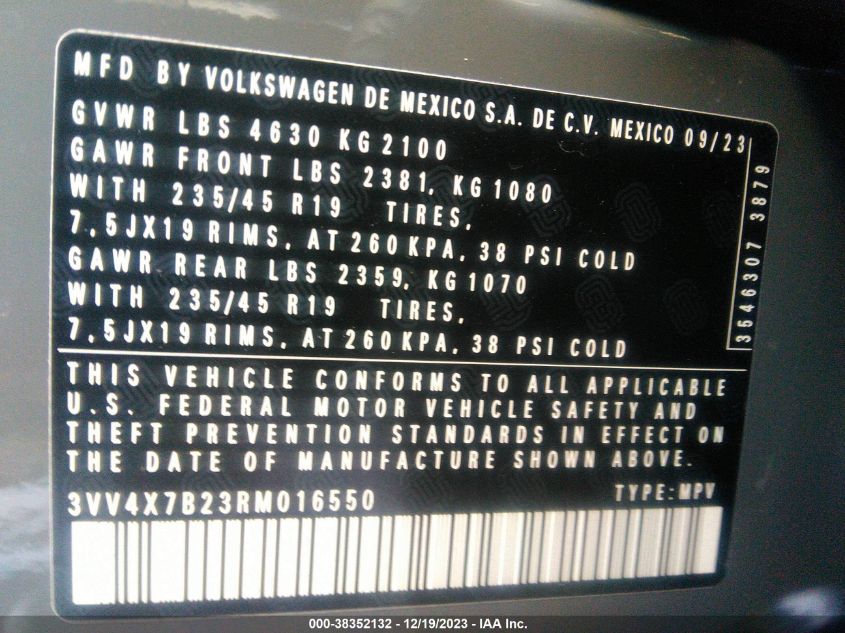 MFD BY VOLKSWAGEN DE MEXICO S.A. DE C.V. MEXICO 09/23
GVWR LBS 4630 KG 2100
GAWR FRONT LBS 2381, KG 1080
WITH 235/45 R19 TIRES,
7,5JX19 RIMS, AT 260 KPA, 38 PSI COLD
GAWR REAR LBS 2359, KG 1070
WITH 235/45 R19 TIRES,
7,5JX19 RIMS, AT 260 KPA, 38 PSI COLD
3546307 3879
THIS VEHICLE CONFORMS TO ALL APPLICABLE
U.S. FEDERAL MOTOR VEHICLE SAFETY AND
THEFT PREVENTION STANDARDS IN EFFECT ON
THE DATE OF MANUFACTURE SHOWN ABOVE.
3VV4X7B23RM016550 TYPE: MPV
000-38352132 - 12/19/2023 - IAA Inc.